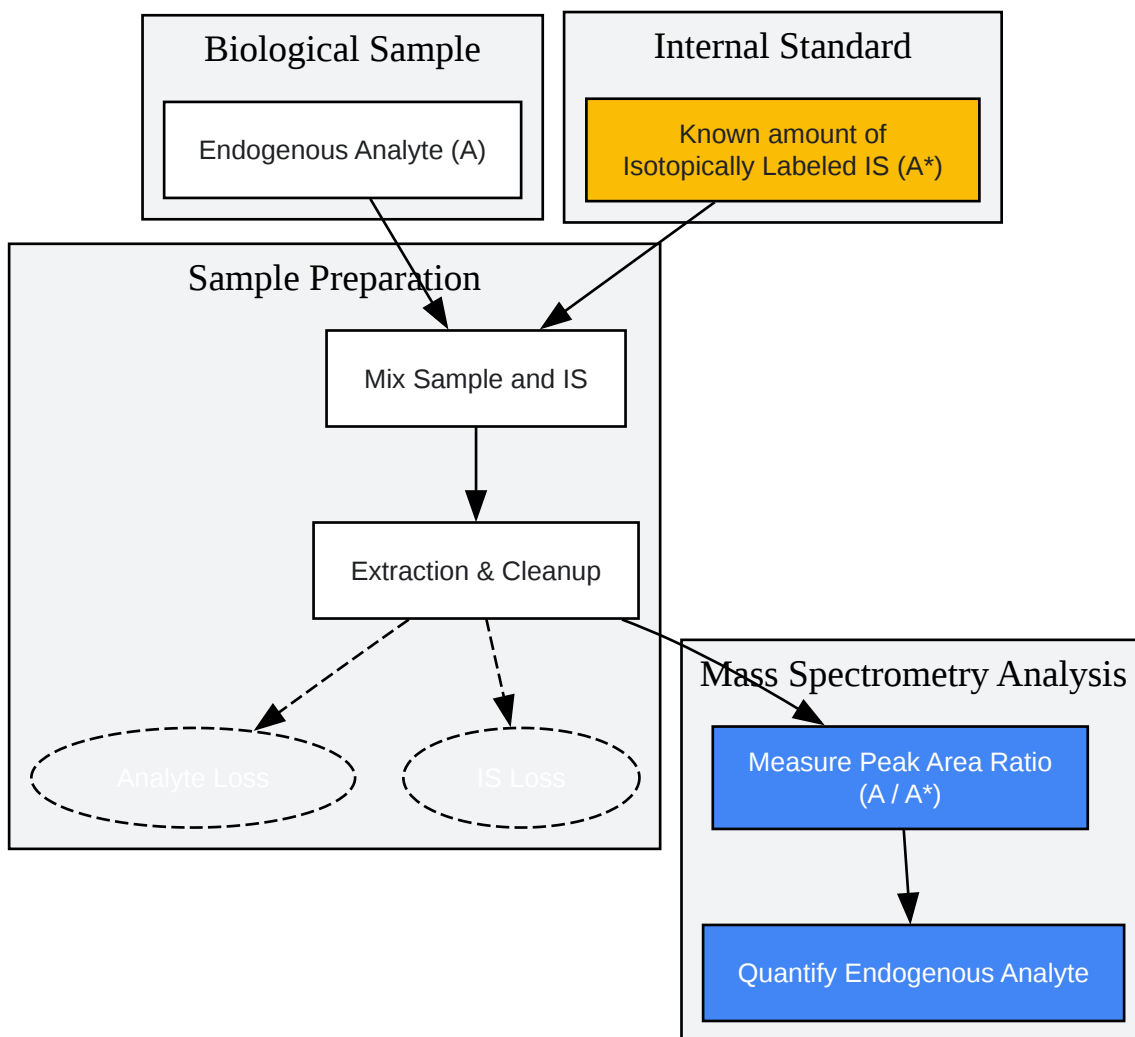 Biological Sample
Endogenous Analyte (A)
Internal Standard
Known amount of
Isotopically Labeled IS (A*)
Sample Preparation
Mix Sample and IS
Extraction & Cleanup
Analyte Loss
IS Loss
Mass Spectrometry Analysis
Measure Peak Area Ratio
(A / A*)
Quantify Endogenous Analyte